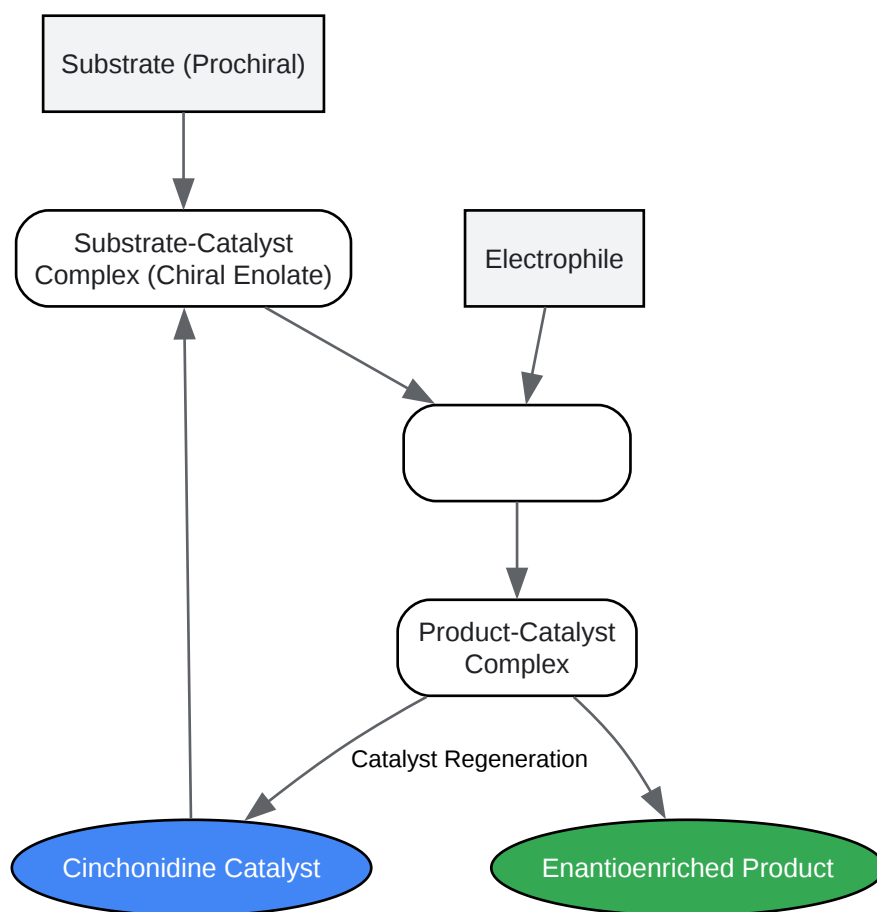 Substrate (Prochiral)
Substrate-Catalyst
Complex (Chiral Enolate)
Electrophile
Product-Catalyst
Complex
Catalyst Regeneration
Cinchonidine Catalyst
Enantioenriched Product